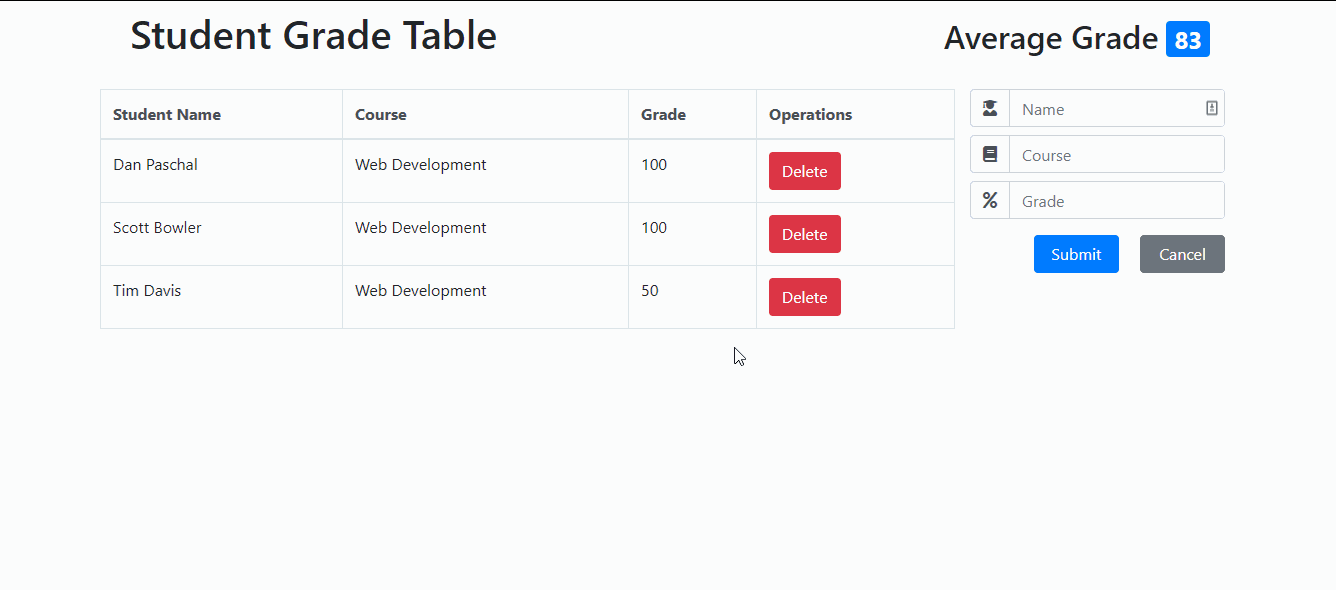 Student Grade Table
Average Grade 83
Student Name Course Grade Operations
Dan Paschal Web Development 100 Delete
Scott Bowler Web Development 100 Delete
Tim Davis Web Development 50 Delete
Name
Course
% Grade
Submit Cancel